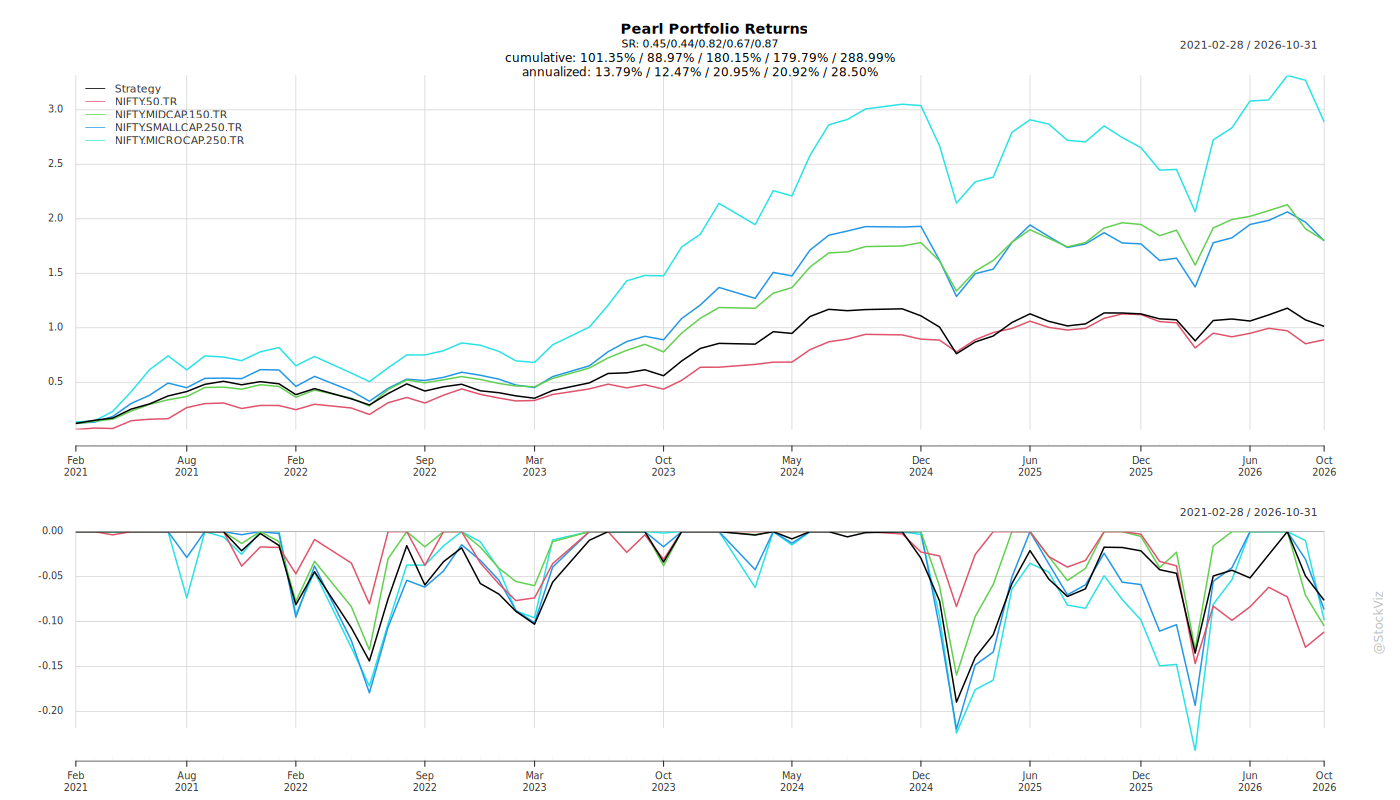 Pearl Portfolio Returns
SR: 0.45/0.44/0.82/0.67/0.87
cumulative: 101.35% / 88.97% / 180.15% / 179.79% / 288.99%
annualized: 13.79% / 12.47% / 20.95% / 20.92% / 28.50%
2021-02-28 / 2026-10-31
Strategy
NIFTY.50.TR
NIFTY.MIDCAP.150.TR
NIFTY.SMALLCAP.250.TR
NIFTY.MICROCAP.250.TR
3.0
2.5
2.0
1.5
1.0
0.5
Feb Aug Feb Sep Mar Oct May Dec Jun Dec Jun Oct
2021 2021 2022 2022 2023 2023 2024 2024 2025 2025 2026 2026
2021-02-28 / 2026-10-31
0.00
-0.05
-0.10
-0.15
-0.20
Feb Aug Feb Sep Mar Oct May Dec Jun Dec Jun Oct
2021 2021 2022 2022 2023 2023 2024 2024 2025 2025 2026 2026
@StockViz